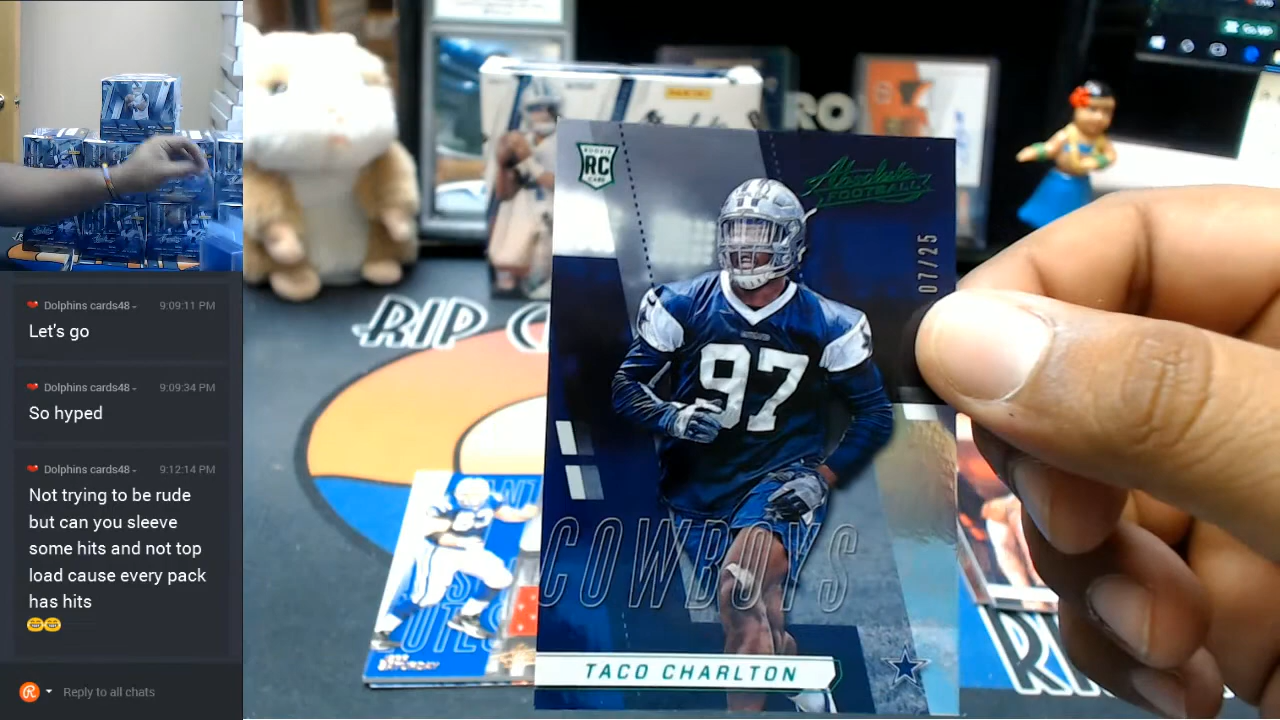 Dolphins cards48
9:09:11 PM
Let's go
Dolphins cards48
9:09:34 PM
So hyped
Dolphins cards48
9:12:14 PM
Not trying to be rude
but can you sleeve
some hits and not top
load cause every pack
has hits
Reply to all chats
PANINI
RO
RIP C
ROOKIE
RC
CARD
Absolute
FOOTBALL
07/25
97
COWBOYS
TACO CHARLTON